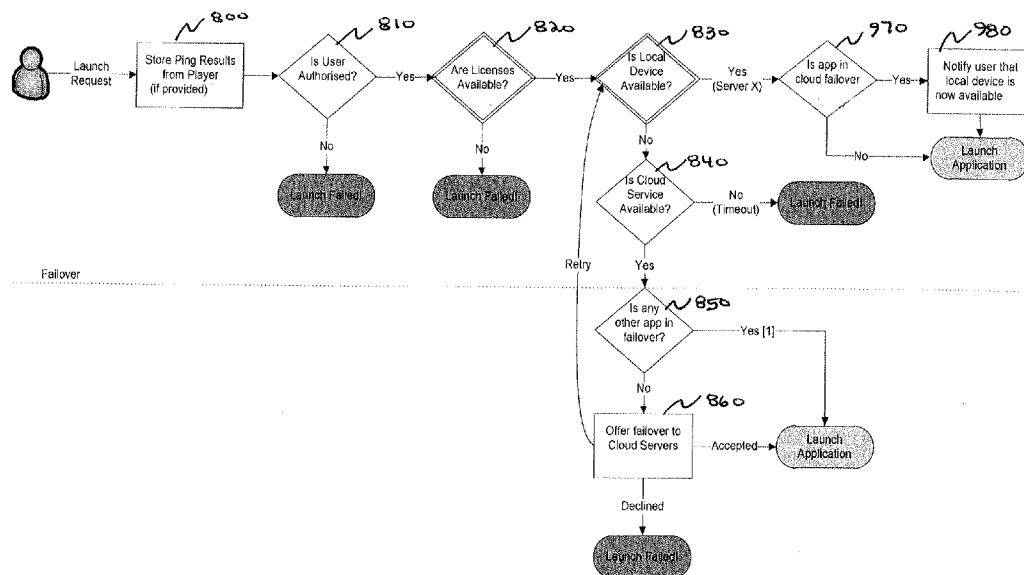 800
810
820
830
970
980
Launch
Request
Store Ping Results
from Player
(if provided)
Is User
Authorised?
Yes
Are Licenses
Available?
Yes
Is Local
Device
Available?
Yes
(Server X)
Is app in
cloud failover
Yes
Notify user that
local device is
now available
No
No
No
No
Launch
Application
840
Launch Failed!
Launch Failed!
Is Cloud
Service
Available?
No
(Timeout)
Launch Failed!
Retry
Yes
Failover
850
Is any
other app in
failover?
Yes [1]
No
860
Offer failover to
Cloud Servers
Accepted
Launch
Application
Declined
Launch Failed!